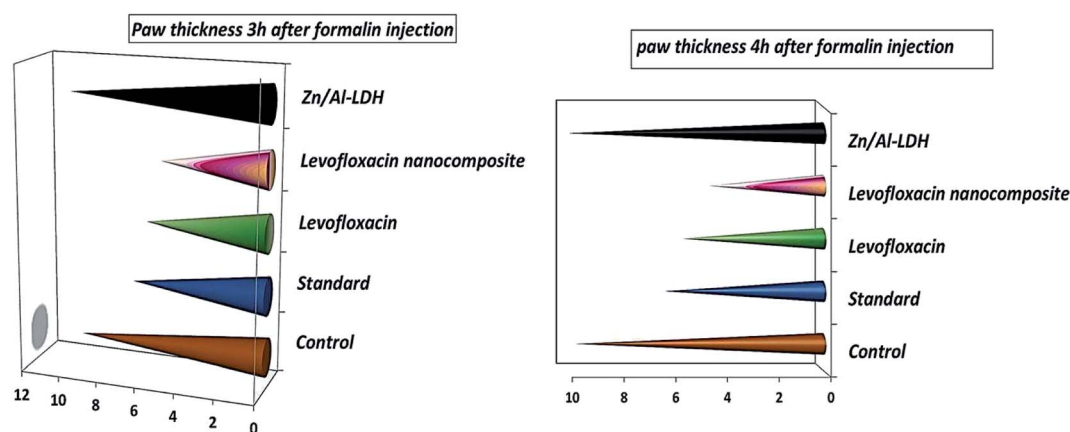 Paw thickness 3h after formalin injection
Zn/Al-LDH
Levofloxacin nanocomposite
Levofloxacin
Standard
Control
12 10 8 6 4 2 0
paw thickness 4h after formalin injection
Zn/Al-LDH
Levofloxacin nanocomposite
Levofloxacin
Standard
Control
10 8 6 4 2 0